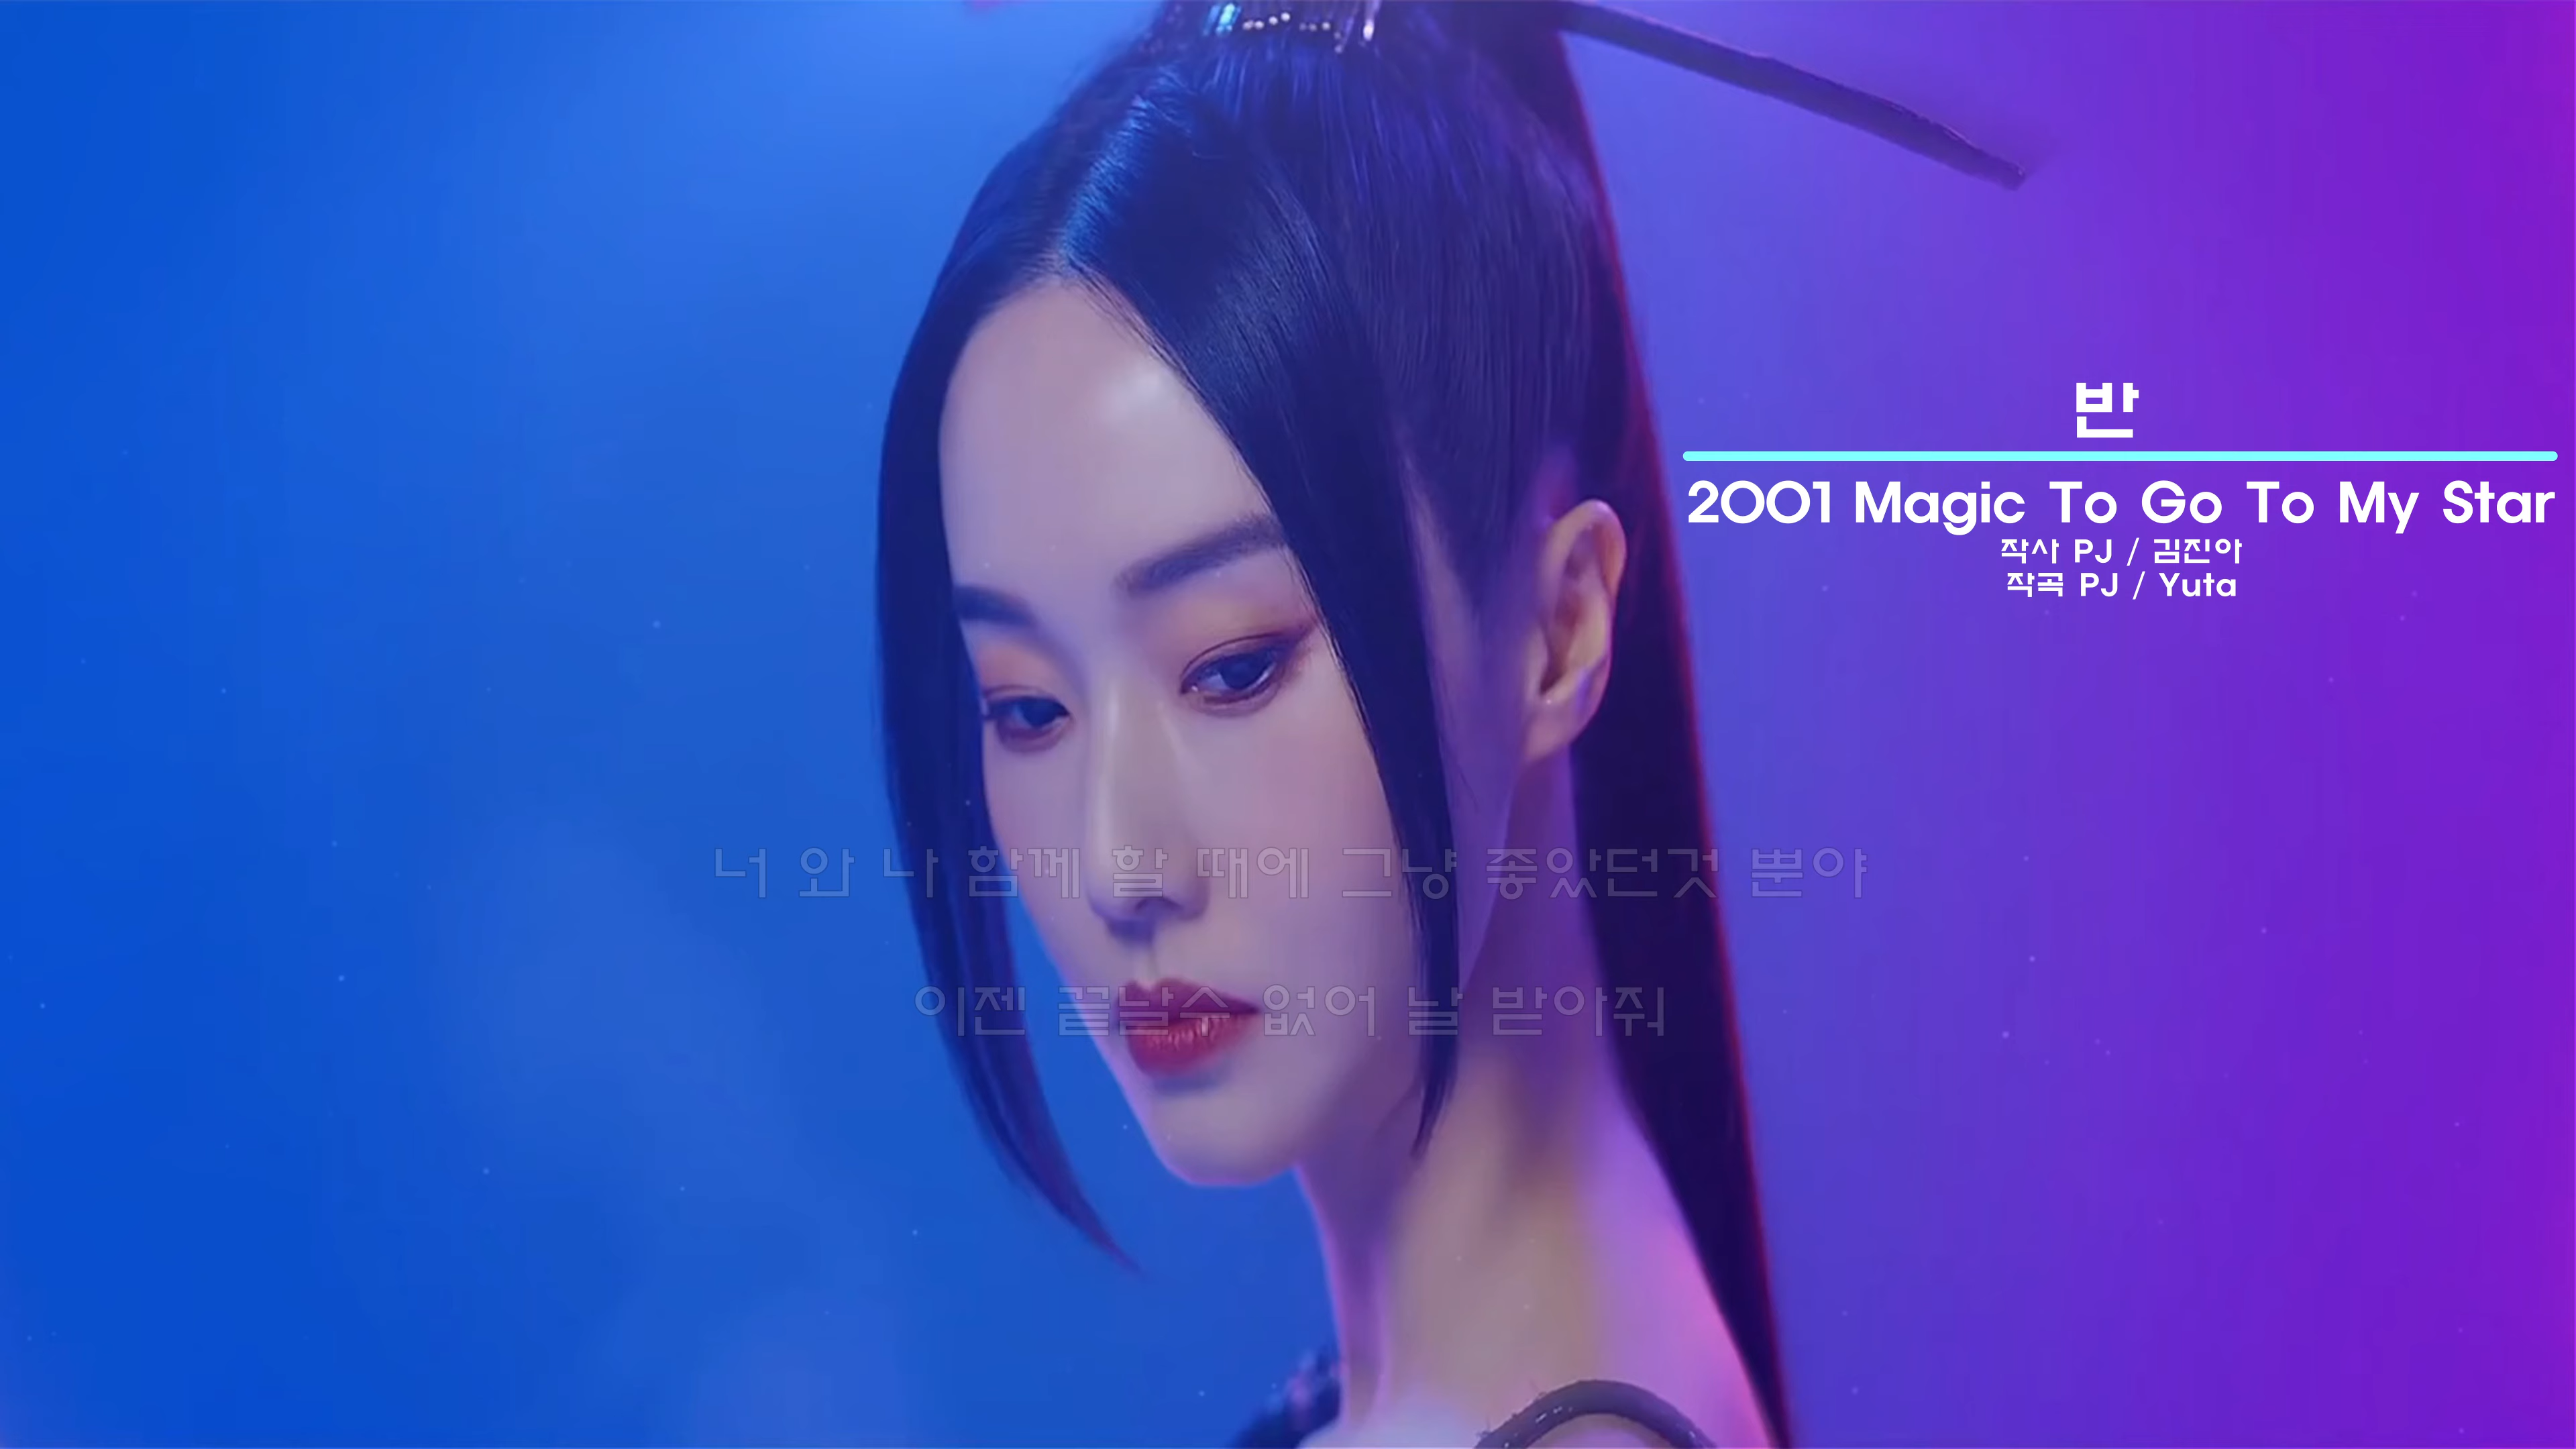 반
2001 Magic To Go To My Star
작사 PJ / 김진아
작곡 PJ / Yuta
너 와 나 함께 할 때에 그냥 좋았던것 뿐야
이젠 끝날수 없어 날 받아줘